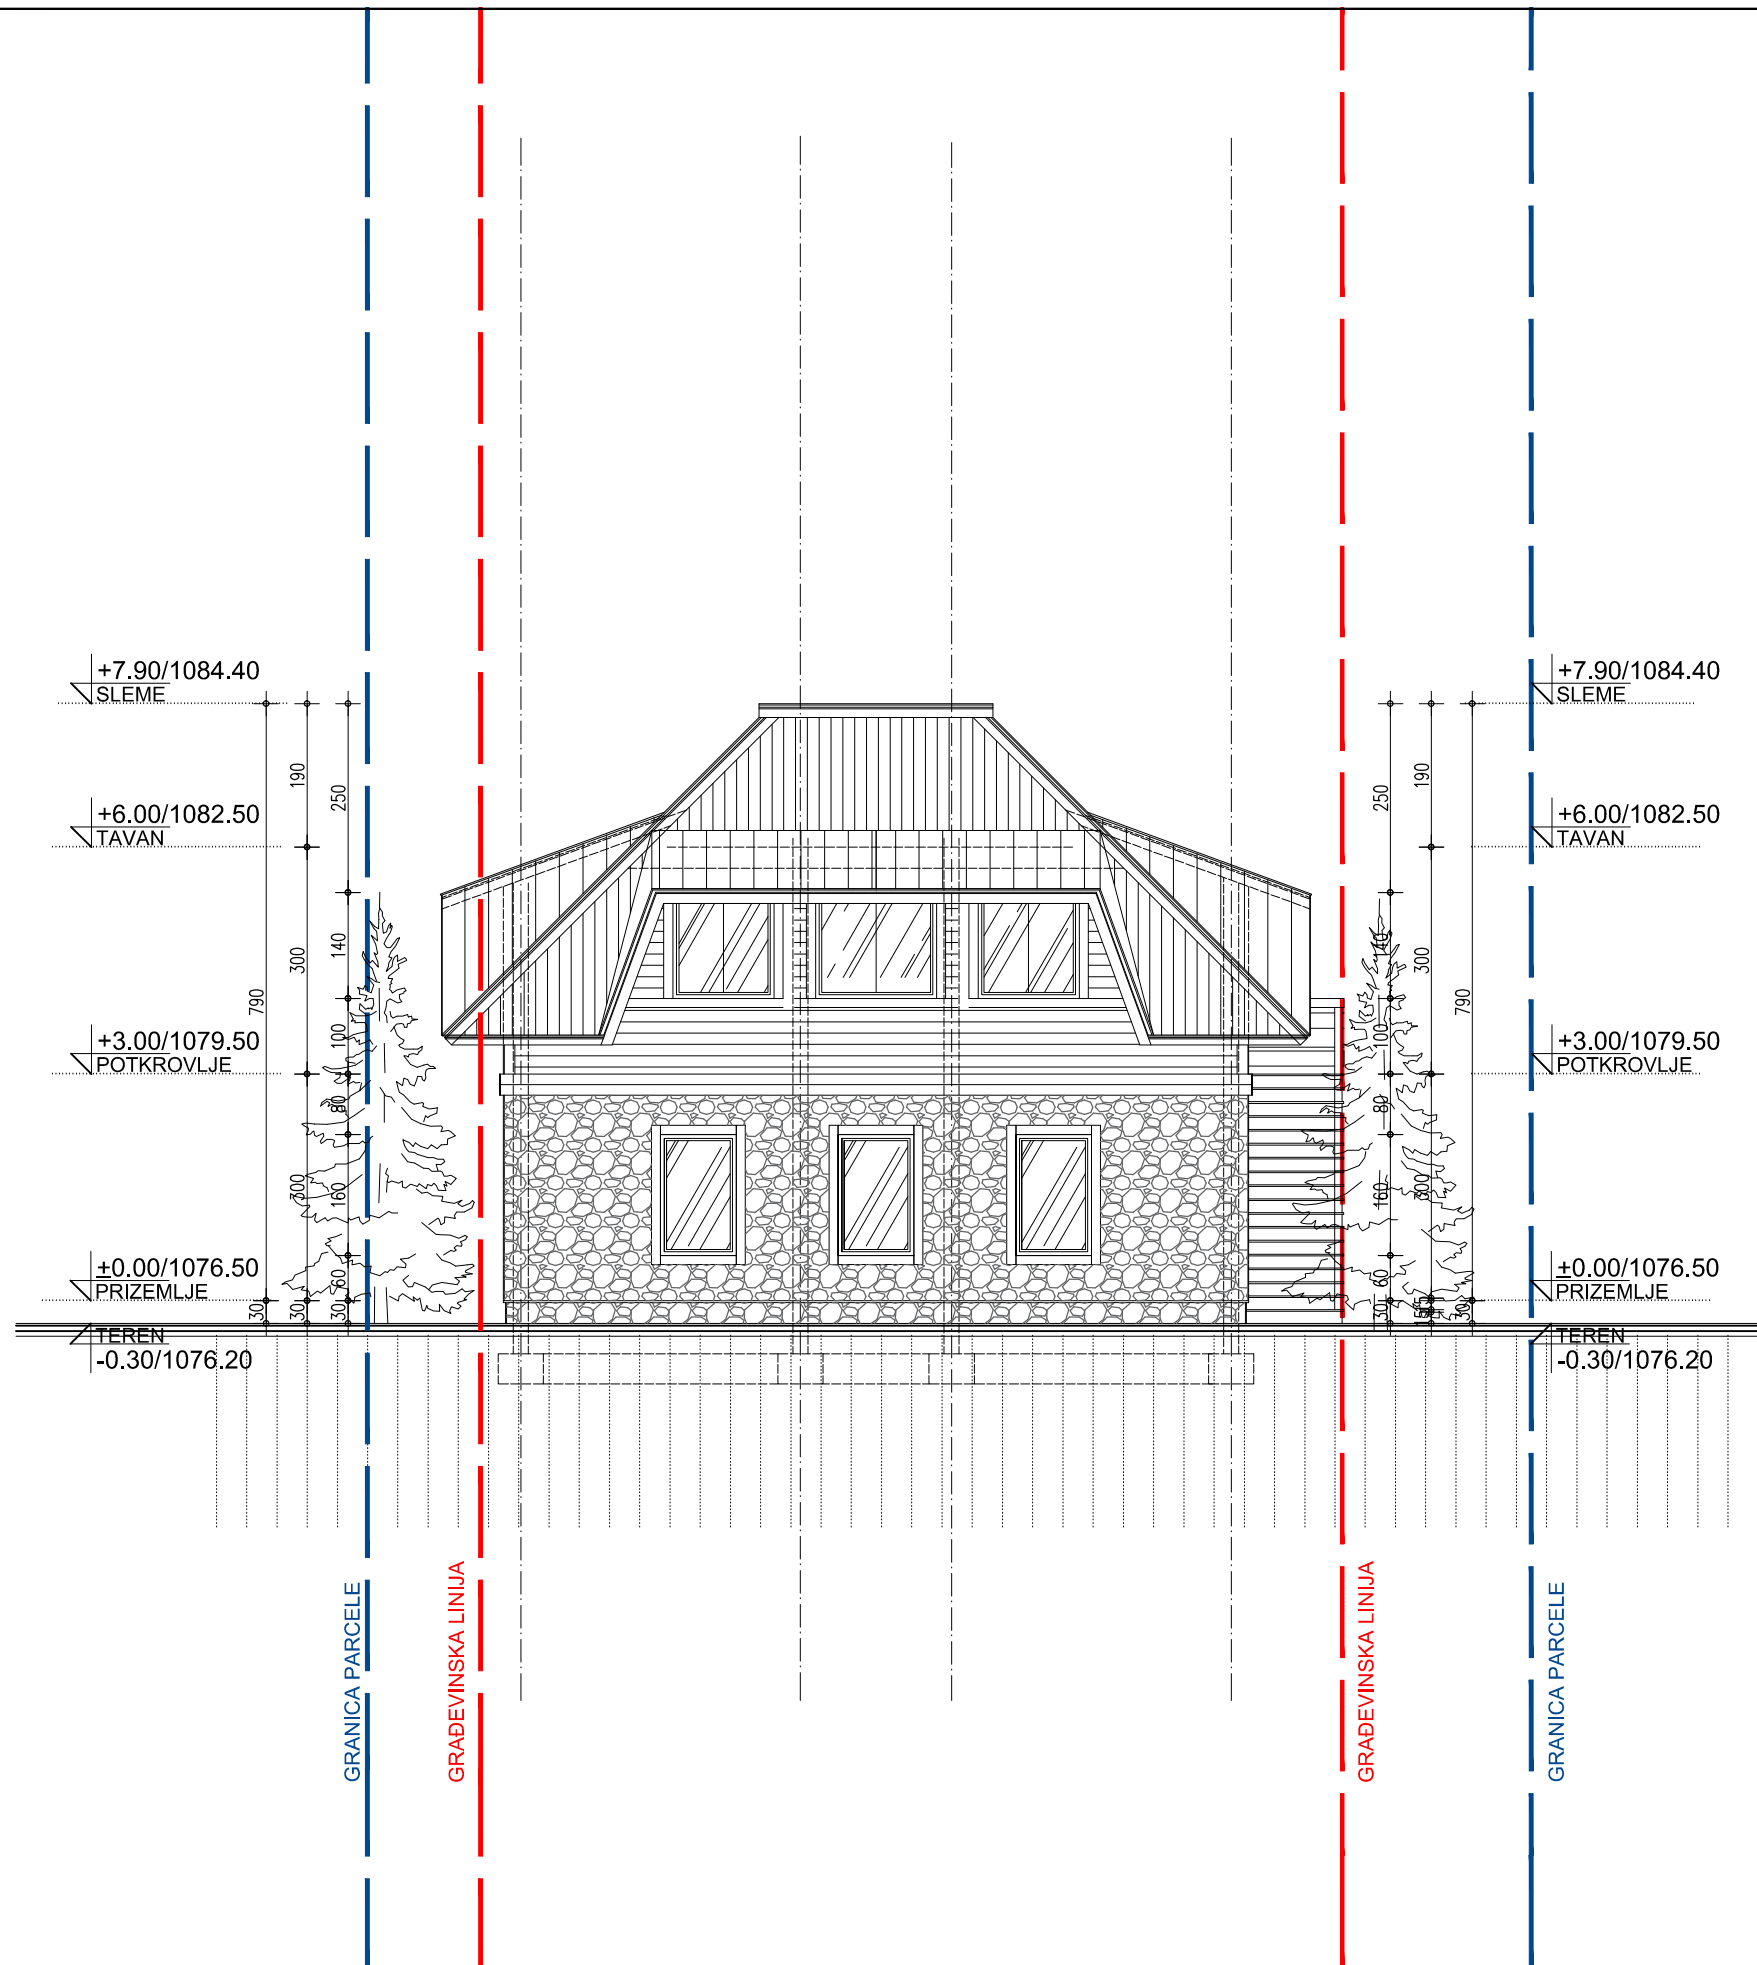 +7.90/1084.40
SLEME
+6.00/1082.50
TAVAN
+3.00/1079.50
POTKROVLJE
±0.00/1076.50
PRIZEMLJE
TEREN
-0.30/1076.20
790
30
190
300
300
30
250
140
100
80
160
60
30
GRANICA PARCELE
GRAĐEVINSKA LINIJA
250
140
100
80
160
60
30
190
300
300
790
30
+7.90/1084.40
SLEME
+6.00/1082.50
TAVAN
+3.00/1079.50
POTKROVLJE
±0.00/1076.50
PRIZEMLJE
TEREN
-0.30/1076.20
GRAĐEVINSKA LINIJA
GRANICA PARCELE